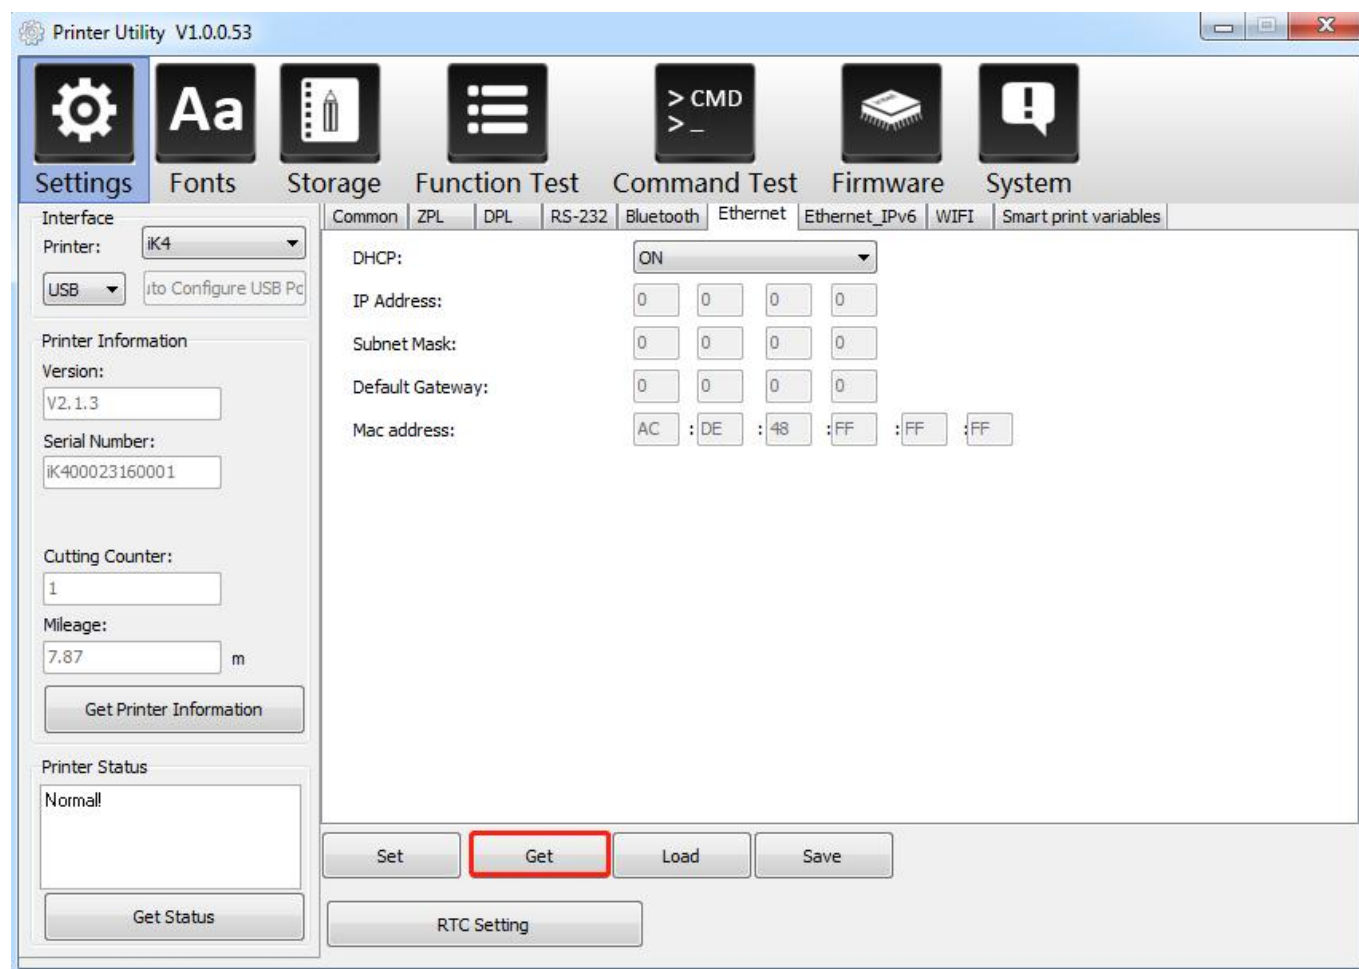 Printer Utility V1.0.0.53
Aa
> CMD
>_
Settings Fonts Storage Function Test Command Test Firmware System
Interface
Printer: iK4
USB uto Configure USB Po
Printer Information
Version:
V2.1.3
Serial Number:
iK400023160001
Cutting Counter:
1
Mileage:
7.87 m
Get Printer Information
Printer Status
Normal!
Get Status
Common ZPL DPL RS-232 Bluetooth Ethernet Ethernet_IPv6 WIFI Smart print variables
DHCP: ON
IP Address: 0 0 0 0
Subnet Mask: 0 0 0 0
Default Gateway: 0 0 0 0
Mac address: AC :DE :48 :FF :FF :FF
Set Get Load Save
RTC Setting